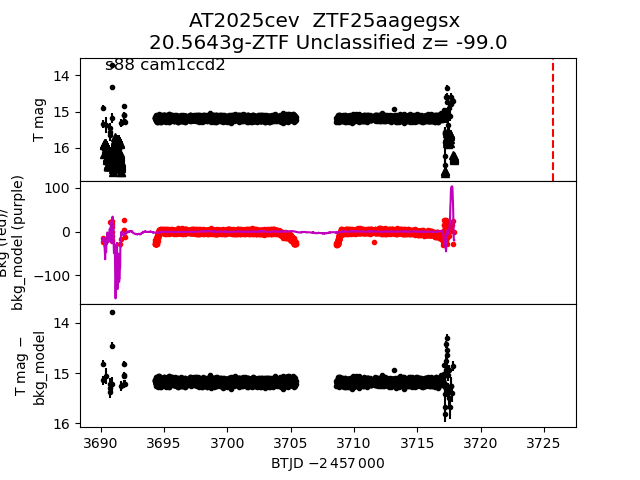 AT2025cev  ZTF25aagegsx
20.5643g-ZTF Unclassified z= -99.0
s88 cam1ccd2
14
15
16
T mag
100
0
−100
Bkg (red)/
bkg_model (purple)
14
15
16
T mag −
bkg_model
3690 3695 3700 3705 3710 3715 3720 3725
BTJD −2 457 000